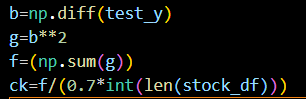 b=np.diff(test_y)
g=b**2
f=(np.sum(g))
ck=f/(0.7*int(len(stock_df)))